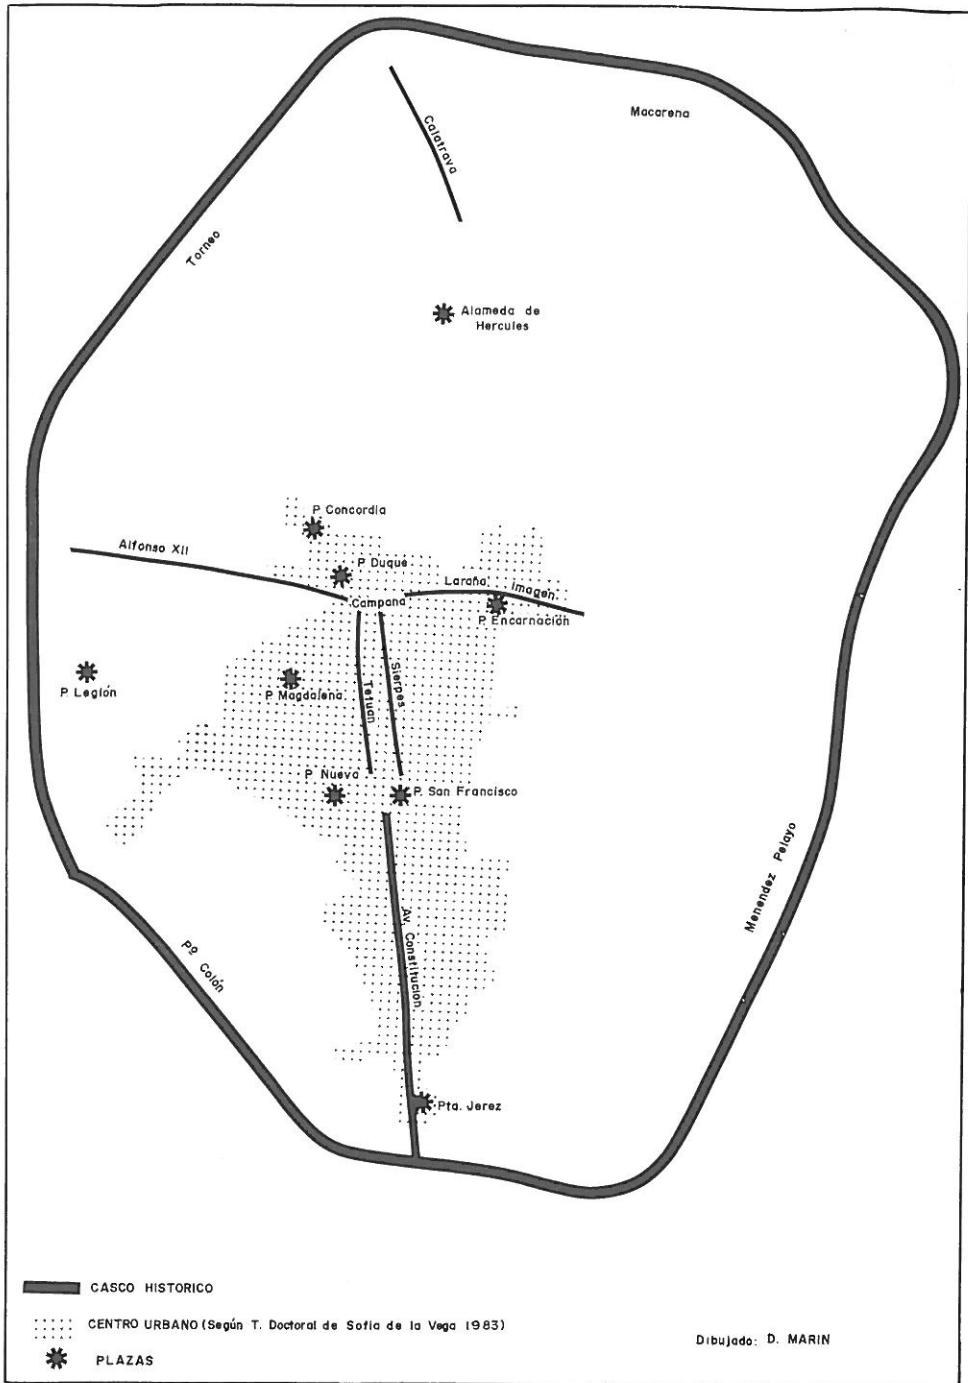 Macarena
Calatrava
Torneo
Alameda de
Hercules
P. Concordia
Alfonso XII
P. Duque
Laraña
Imagen
Campana
P. Encarnación
P. Legión
P. Magdalena
Tetuan
Sierpes
P. Nueva
P. San Francisco
Menendez Pelayo
Av. Constitución
Pº Colón
Pta. Jerez
CASCO HISTORICO
CENTRO URBANO (Según T. Doctoral de Sofia de la Vega 1983)
Dibujado: D. MARIN
PLAZAS